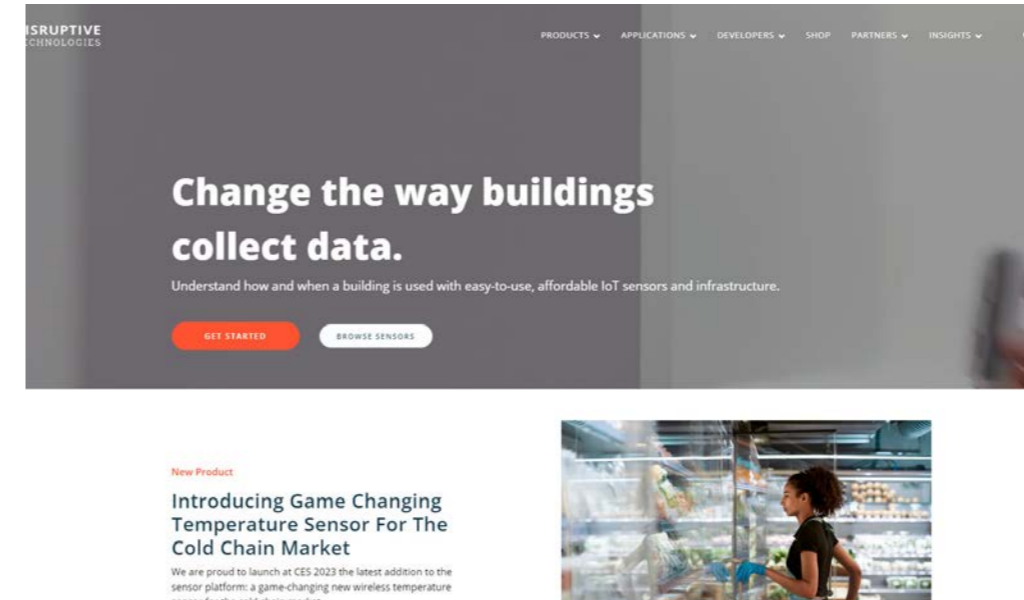 ISRUPTIVE
ECHNOLOGIES
PRODUCTS APPLICATIONS DEVELOPERS SHOP PARTNERS INSIGHTS
Change the way buildings
collect data.
Understand how and when a building is used with easy-to-use, affordable IoT sensors and infrastructure.
GET STARTED BROWSE SENSORS
New Product
Introducing Game Changing
Temperature Sensor For The
Cold Chain Market
We are proud to launch at CES 2023 the latest addition to the
sensor platform: a game-changing new wireless temperature